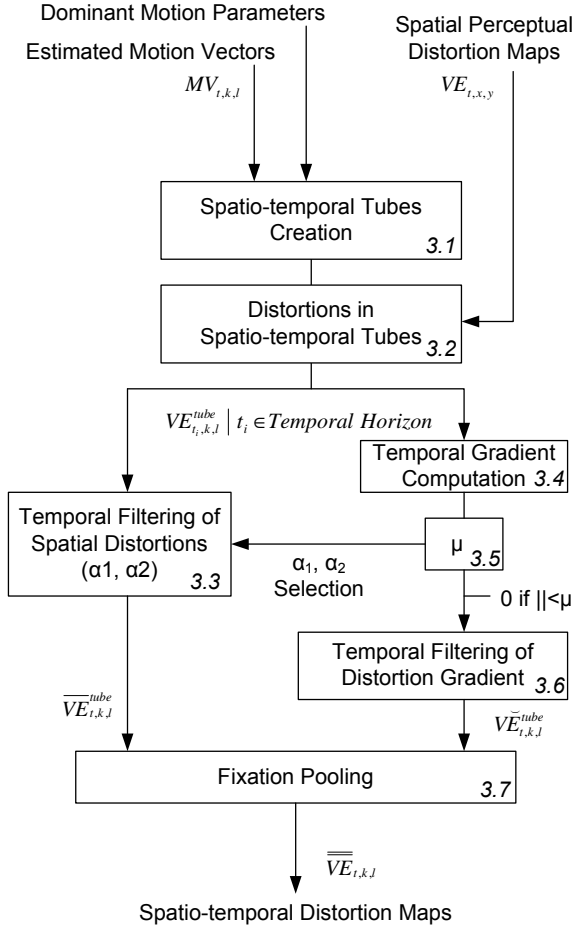 Dominant Motion Parameters
Estimated Motion Vectors
MV t,k,l
Spatial Perceptual
Distortion Maps
VE t,x,y
Spatio-temporal Tubes
Creation
3.1
Distortions in
Spatio-temporal Tubes
3.2
VE tube t_i,k,l | t_i ∈ Temporal Horizon
Temporal Gradient
Computation 3.4
Temporal Filtering of
Spatial Distortions
(α1, α2)
3.3
α₁, α₂
Selection
μ
3.5
0 if ||<μ
Temporal Filtering of
Distortion Gradient
3.6
V̅E̅ tube t,k,l
VĔ tube t,k,l
Fixation Pooling
3.7
V̿E̿ t,k,l
Spatio-temporal Distortion Maps